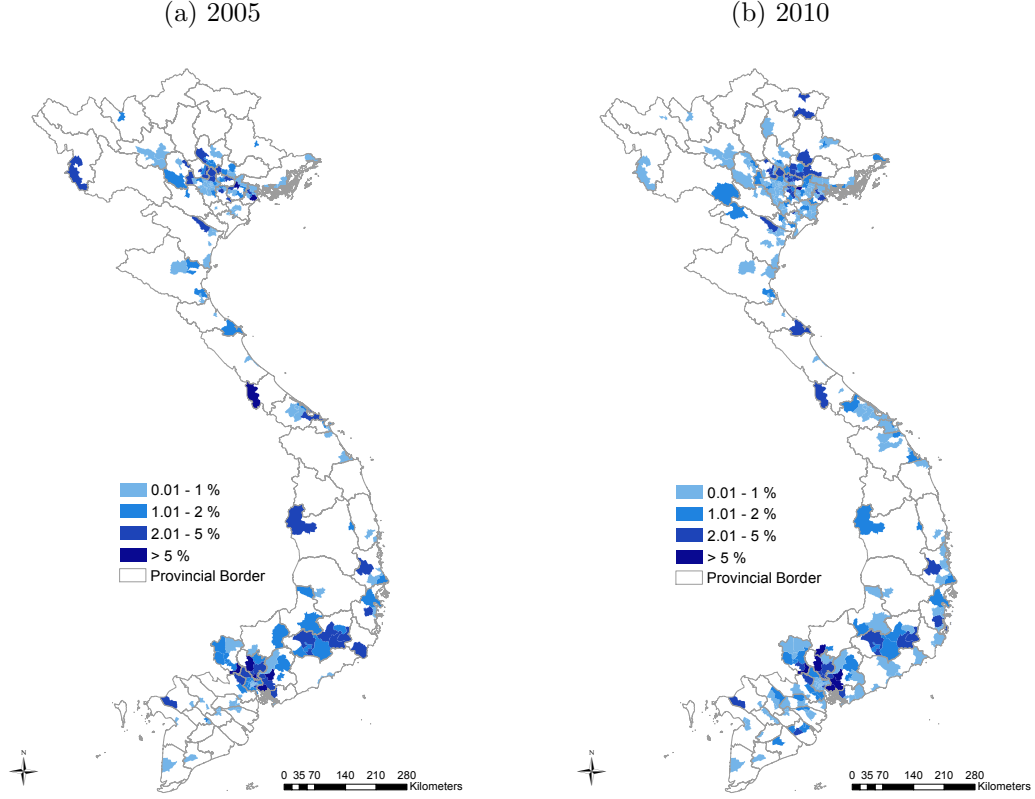 (a) 2005
0.01 - 1 %
1.01 - 2 %
2.01 - 5 %
> 5 %
Provincial Border
N
0 35 70 140 210 280
Kilometers
(b) 2010
0.01 - 1 %
1.01 - 2 %
2.01 - 5 %
> 5 %
Provincial Border
N
0 35 70 140 210 280
Kilometers